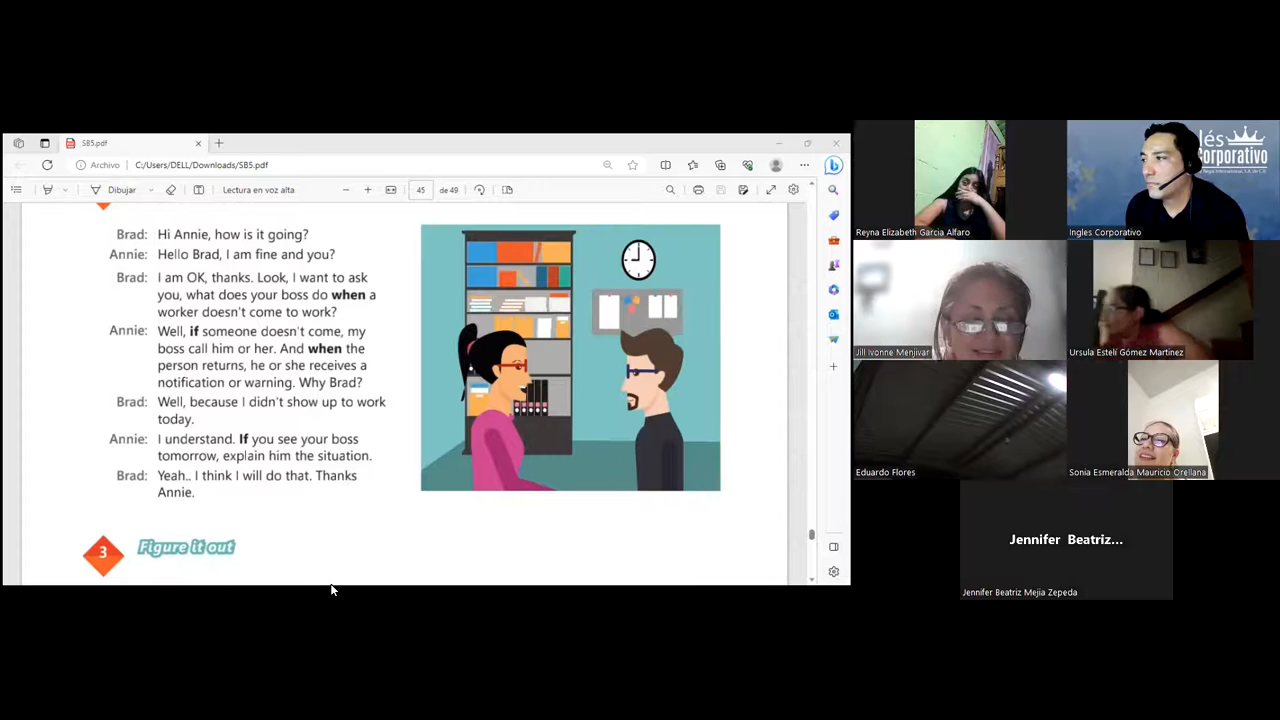 SB5.pdf
Archivo
C:/Users/DELL/Downloads/SB5.pdf
Dibujar
Lectura en voz alta
45
de 49
Brad: Hi Annie, how is it going?
Annie: Hello Brad, I am fine and you?
Brad: I am OK, thanks. Look, I want to ask
you, what does your boss do when a
worker doesn't come to work?
Annie: Well, if someone doesn't come, my
boss call him or her. And when the
person returns, he or she receives a
notification or warning. Why Brad?
Brad: Well, because I didn't show up to work
today.
Annie: I understand. If you see your boss
tomorrow, explain him the situation.
Brad: Yeah.. I think I will do that. Thanks
Annie.
3
Figure it out
Reyna Elizabeth Garcia Alfaro
lés
orporativo
Ingles Corporativo
Jill Ivonne Menjivar
Ursula Estelí Gómez Martínez
Eduardo Flores
Sonia Esmeralda Mauricio Orellana
Jennifer Beatriz...
Jennifer Beatriz Mejia Zepeda